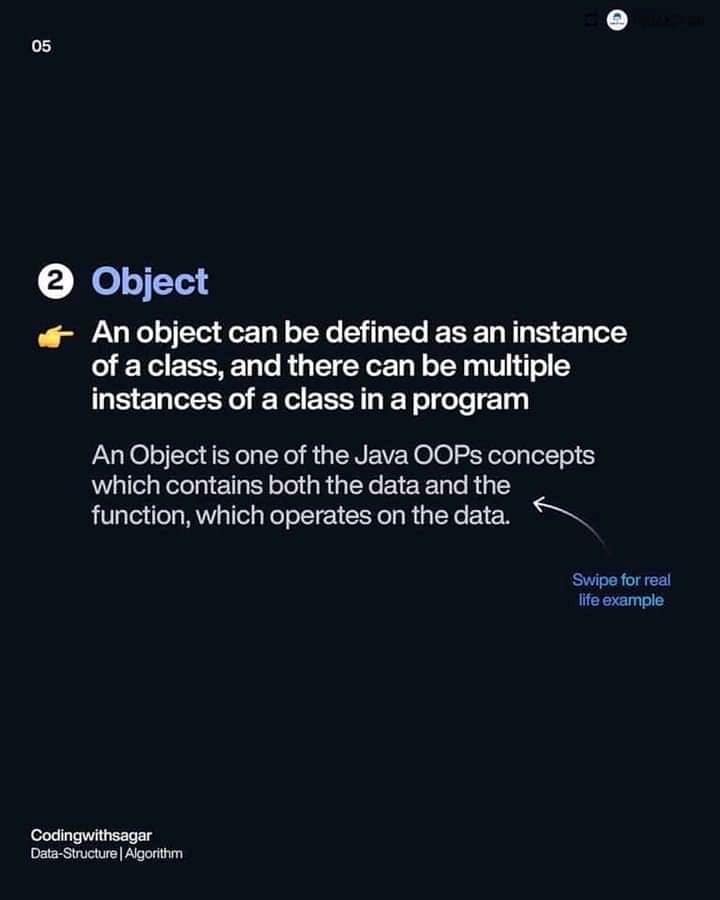 05
2 Object
👉 An object can be defined as an instance
of a class, and there can be multiple
instances of a class in a program
An Object is one of the Java OOPs concepts
which contains both the data and the
function, which operates on the data.
Swipe for real
life example
Codingwithsagar
Data-Structure | Algorithm